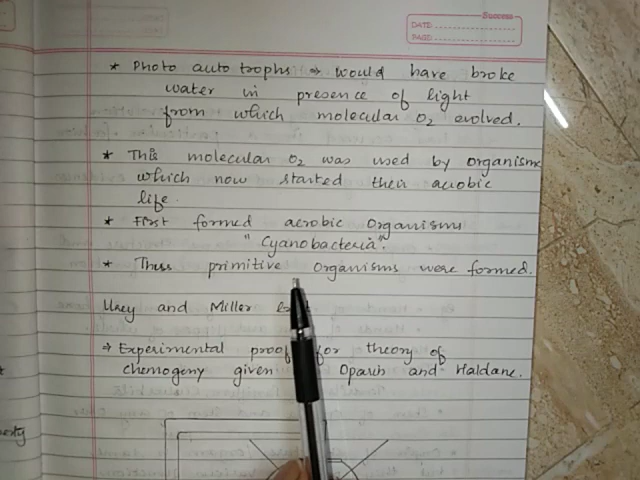 Success
DATE
PAGE
* Photo auto trophs ⇒ would have broke
water in presence of light
from which molecular O2 evolved.
* This molecular O2 was used by organisms
which now started their aerobic
life.
* First formed aerobic organisms
"Cyanobacteria".
* Thus primitive organisms were formed.
Urey and Miller
⇒ Experimental proof for theory of
chemogeny given Oparin and Haldane.